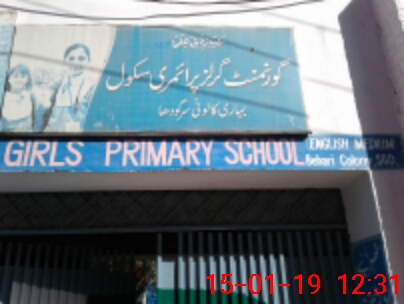 گورنمنٹ گرلز پرائمری سکول
بہاری کالونی سرگودھا
GIRLS PRIMARY SCHOOL
ENGLISH MEDIUM
Behari Colony SGD.
15-01-19 12:31